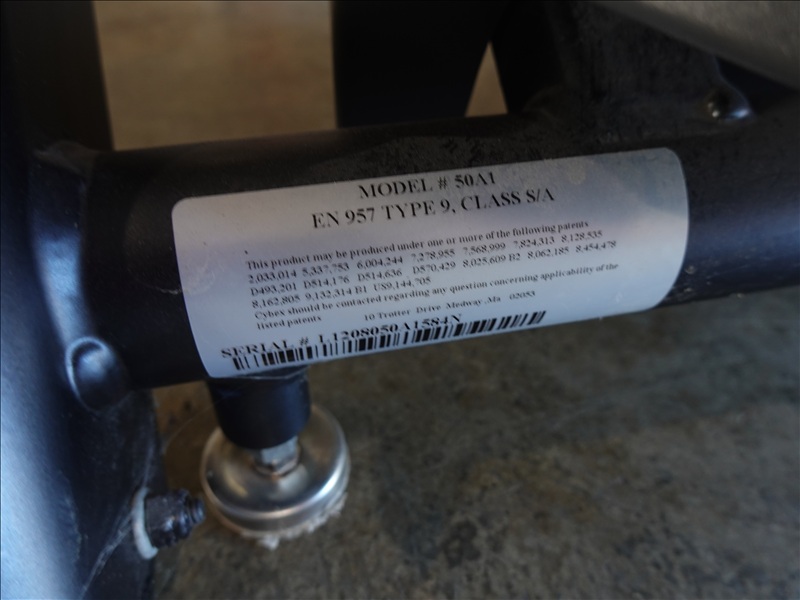 MODEL # 50A1
EN 957 TYPE 9, CLASS S/A
This product may be produced under one or more of the following patents
2,033,014 5,337,753 6,004,244 7,278,955 7,568,999 7,824,313 8,128,535
D493,201 D514,176 D514,636 D570,429 8,025,609 B2 8,062,185 8,454,478
8,162,805 9,132,314 B1 US9,144,705
Cybex should be contacted regarding any question concerning applicability of the
listed patents 10 Trotter Drive Medway ,Ma 02053
SERIAL # L1208050A1584N